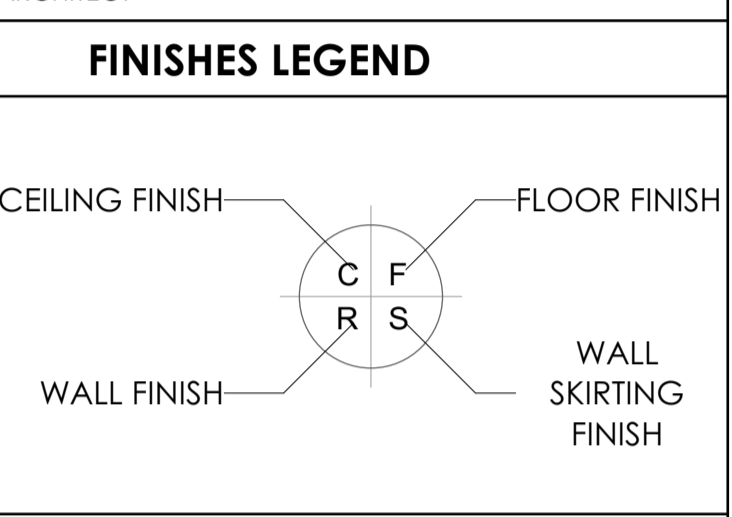 FINISHES LEGEND
CEILING FINISH
FLOOR FINISH
C F
R S
WALL FINISH
WALL
SKIRTING
FINISH